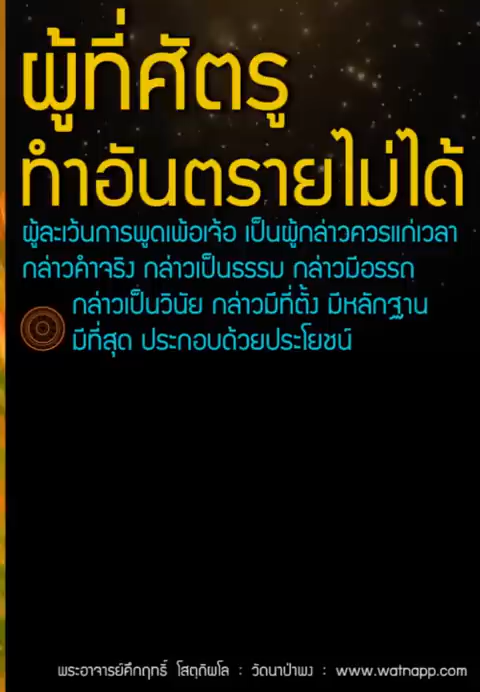 ผู้ที่ศัตรู
ทำอันตรายไม่ได้
ผู้ละเว้นการพูดเพ้อเจ้อ เป็นผู้กล่าวควรแก่เวลา
กล่าวคำจริง กล่าวเป็นธรรม กล่าวมีอรรถ
กล่าวเป็นวินัย กล่าวมีที่ตั้ง มีหลักฐาน
มีที่สุด ประกอบด้วยประโยชน์
พระอาจารย์คึกฤทธิ์ โสตฺถิผโล : วัดนาป่าพง : www.watnapp.com